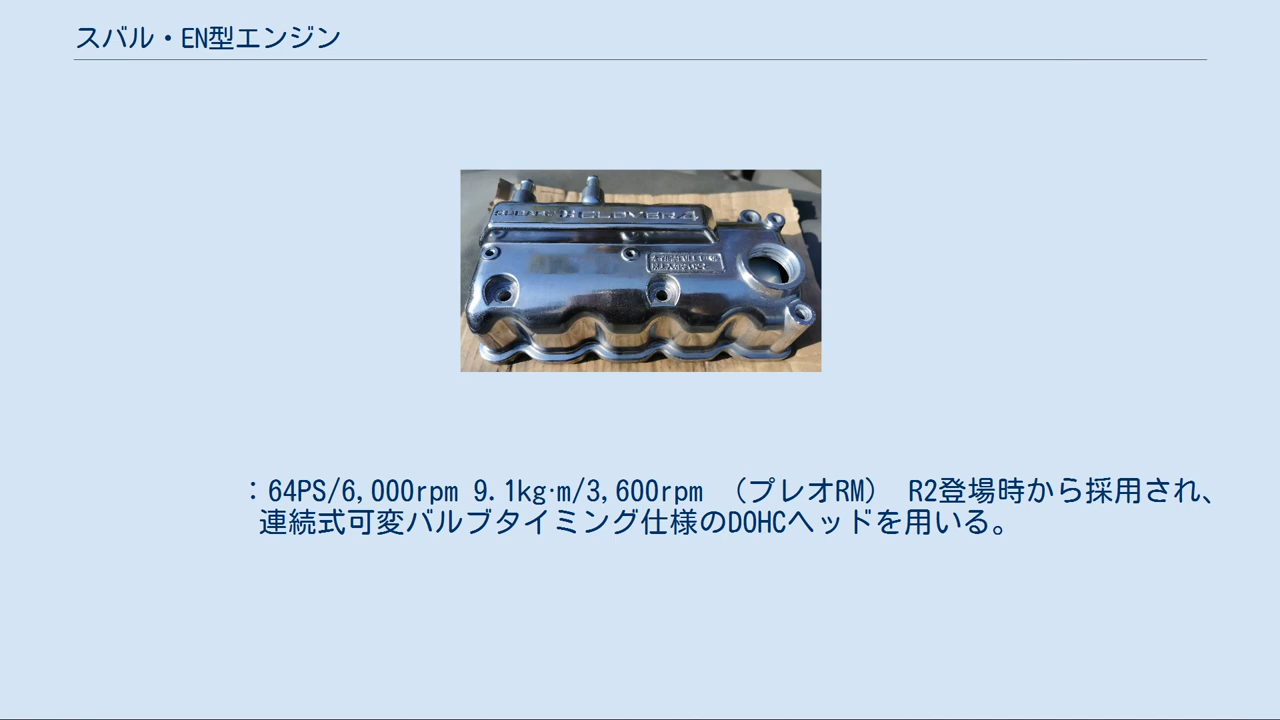 スバル・EN型エンジン
SUBARU CLOVER4
：64PS/6,000rpm 9.1kg·m/3,600rpm （プレオRM） R2登場時から採用され、
連続式可変バルブタイミング仕様のDOHCヘッドを用いる。